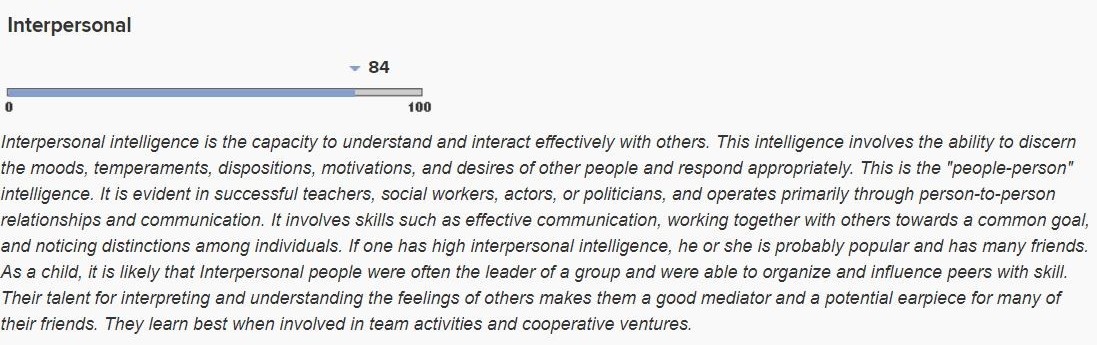 Interpersonal
84
0
100
Interpersonal intelligence is the capacity to understand and interact effectively with others. This intelligence involves the ability to discern
the moods, temperaments, dispositions, motivations, and desires of other people and respond appropriately. This is the "people-person"
intelligence. It is evident in successful teachers, social workers, actors, or politicians, and operates primarily through person-to-person
relationships and communication. It involves skills such as effective communication, working together with others towards a common goal,
and noticing distinctions among individuals. If one has high interpersonal intelligence, he or she is probably popular and has many friends.
As a child, it is likely that Interpersonal people were often the leader of a group and were able to organize and influence peers with skill.
Their talent for interpreting and understanding the feelings of others makes them a good mediator and a potential earpiece for many of
their friends. They learn best when involved in team activities and cooperative ventures.